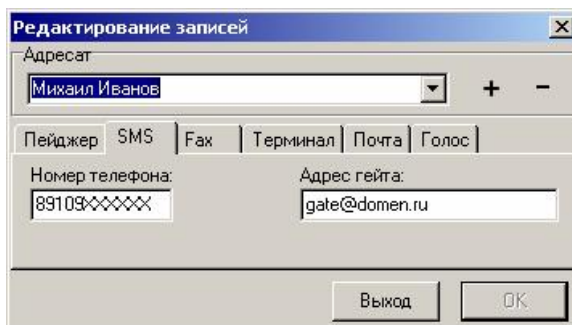 Редактирование записей
Адресат
Михаил Иванов
+ -
Пейджер SMS Fax Терминал Почта Голос
Номер телефона: Адрес гейта:
89109XXXXXX gate@domen.ru
Выход OK